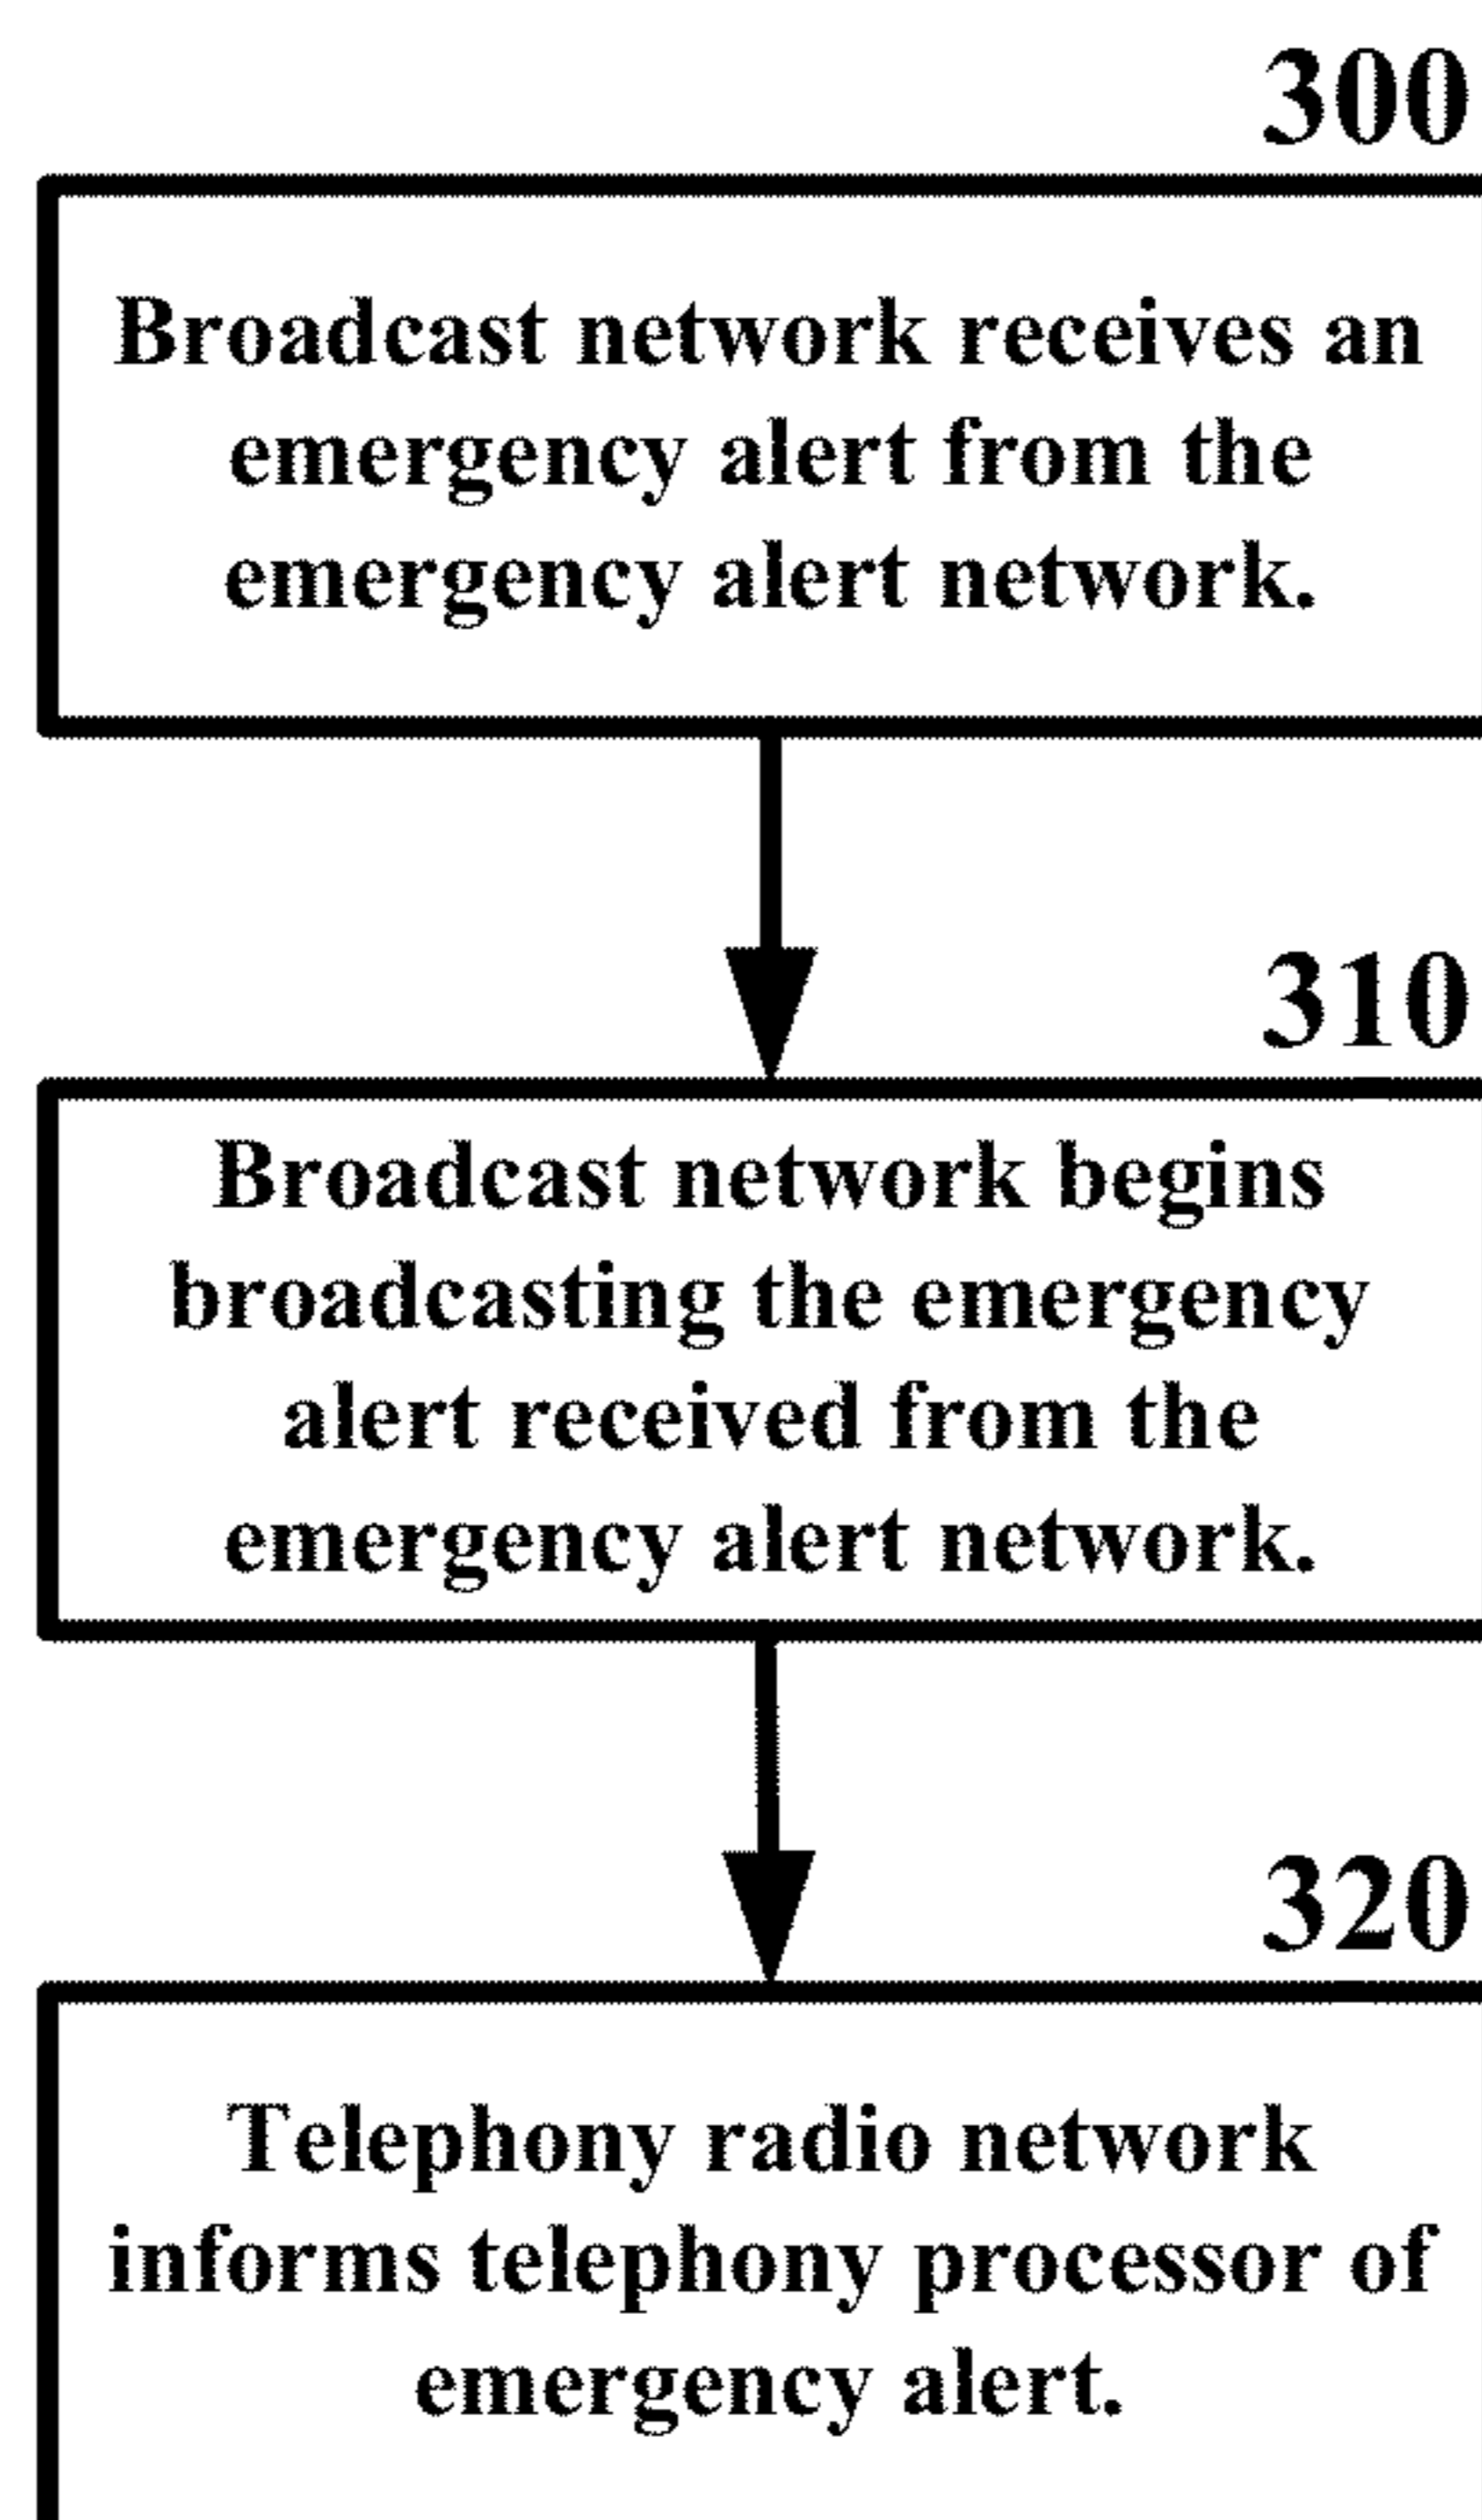 300
Broadcast network receives an
emergency alert from the
emergency alert network.
310
Broadcast network begins
broadcasting the emergency
alert received from the
emergency alert network.
320
Telephony radio network
informs telephony processor of
emergency alert.